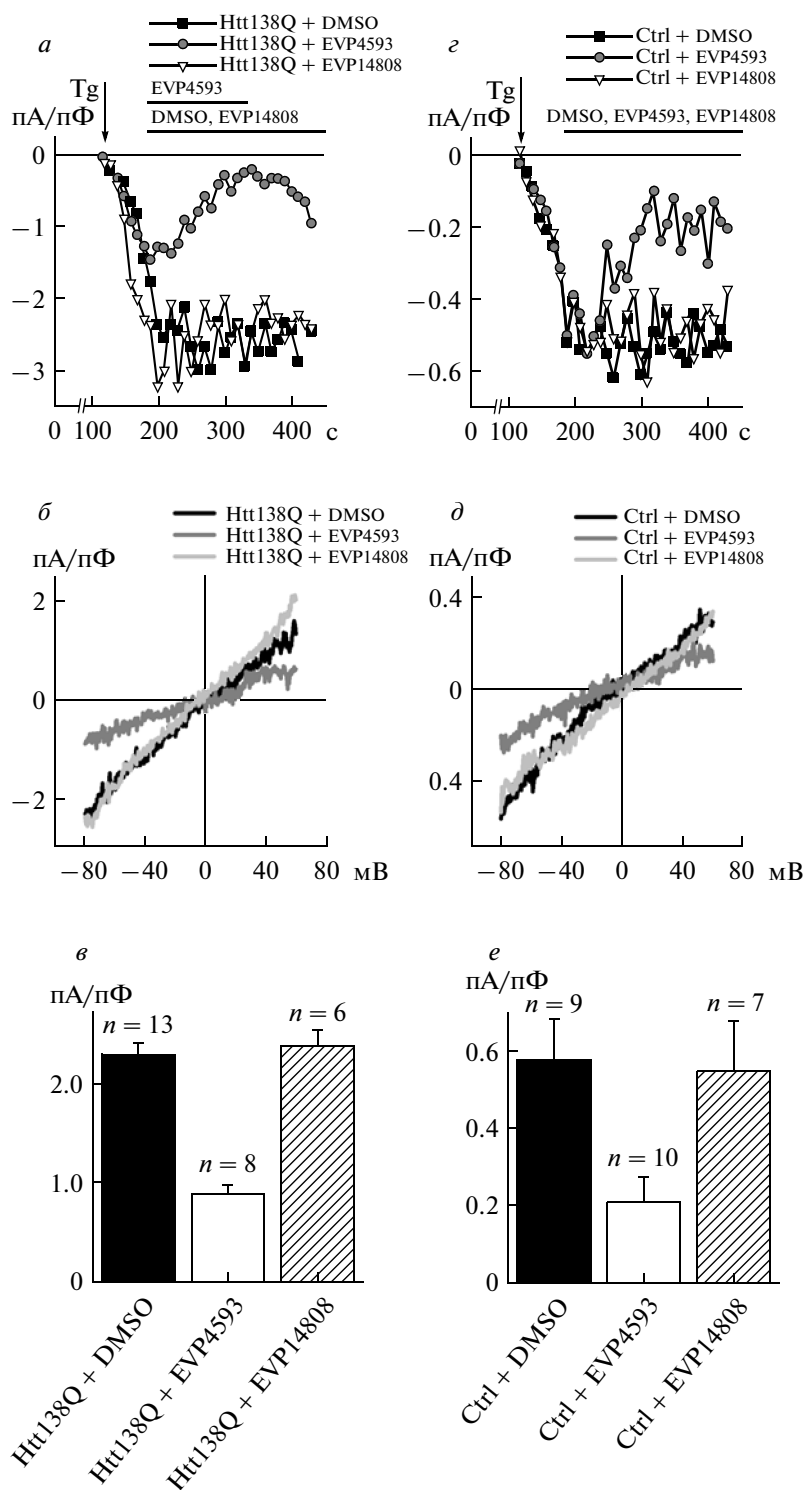 а
Htt138Q + DMSO
Htt138Q + EVP4593
Htt138Q + EVP14808
Tg
EVP4593
DMSO, EVP14808
пА/пФ
0
−1
−2
−3
0 100 200 300 400 с
г
Ctrl + DMSO
Ctrl + EVP4593
Ctrl + EVP14808
Tg
DMSO, EVP4593, EVP14808
пА/пФ
0
−0.2
−0.4
−0.6
0 100 200 300 400 с
б
Htt138Q + DMSO
Htt138Q + EVP4593
Htt138Q + EVP14808
пА/пФ
2
0
−2
−80 −40 0 40 80 мВ
д
Ctrl + DMSO
Ctrl + EVP4593
Ctrl + EVP14808
пА/пФ
0.4
0
0.4
−80 −40 0 40 80 мВ
в
пА/пФ
n = 13
n = 8
n = 6
2.0
1.0
0
Htt138Q + DMSO
Htt138Q + EVP4593
Htt138Q + EVP14808
е
пА/пФ
n = 9
n = 10
n = 7
0.6
0.4
0.2
0
Ctrl + DMSO
Ctrl + EVP4593
Ctrl + EVP14808